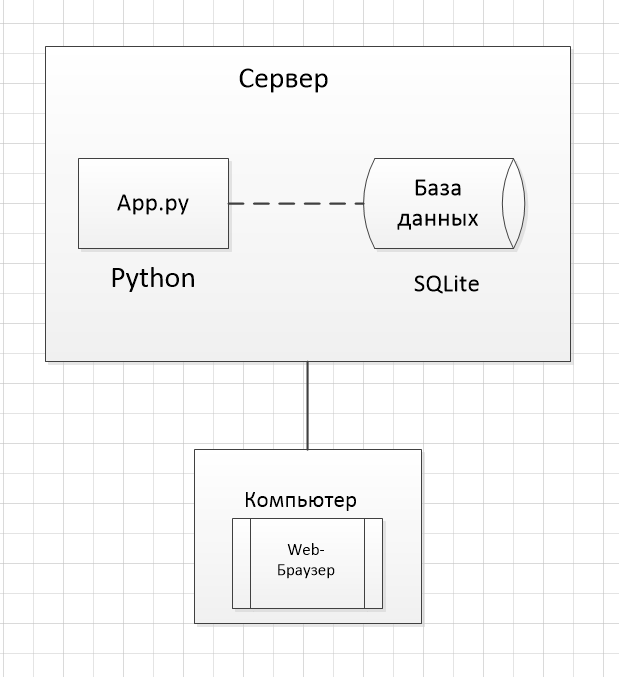 Сервер
App.py
База
данных
Python
SQLite
Компьютер
Web-
Браузер